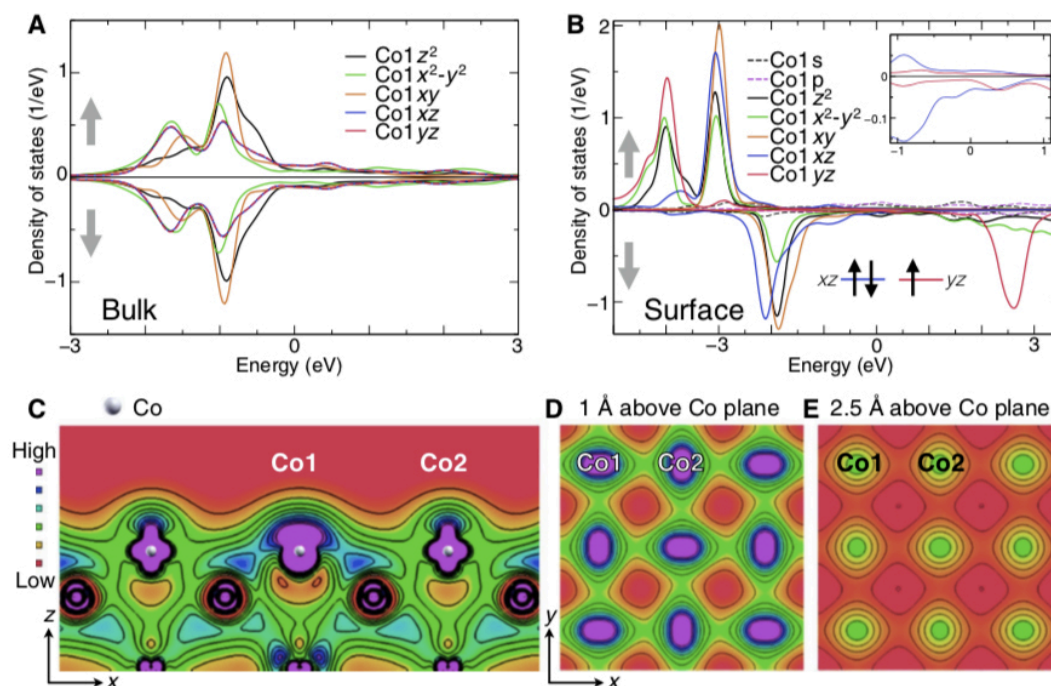 A
Density of states (1/eV)
1
0
−1
−3
0
3
Energy (eV)
Co1 z²
Co1 x²-y²
Co1 xy
Co1 xz
Co1 yz
Bulk
B
Density of states (1/eV)
2
1
0
−1
−3
0
3
Energy (eV)
Co1 s
Co1 p
Co1 z²
Co1 x²-y²
Co1 xy
Co1 xz
Co1 yz
0
−0.1
−1
0
1
xz
yz
Surface
C
Co
High
Low
Co1
Co2
z
x
D 1 Å above Co plane
Co1 Co2
y
x
E 2.5 Å above Co plane
Co1 Co2